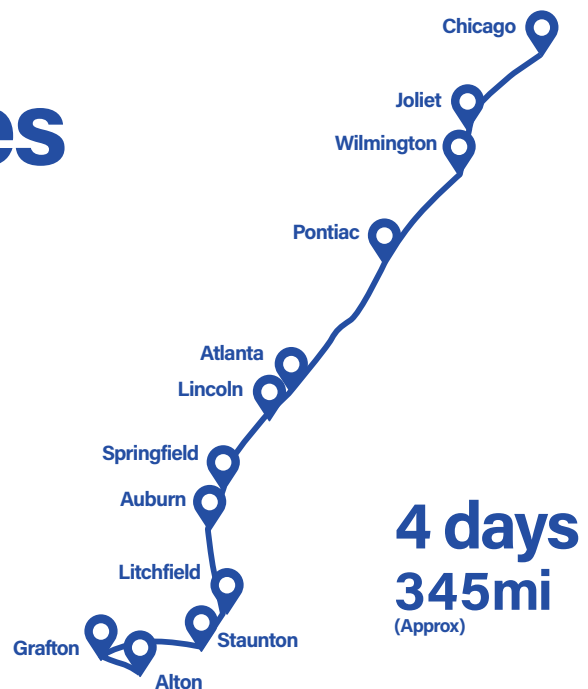 Chicago
es
Joliet
Wilmington
Pontiac
Atlanta
Lincoln
Springfield
Auburn
4 days
345mi
(Approx)
Litchfield
Staunton
Grafton
Alton